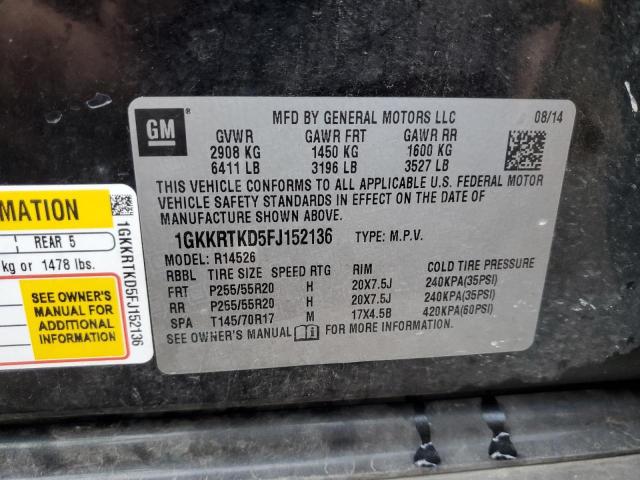 GM
MFD BY GENERAL MOTORS LLC 08/14
GVWR GAWR FRT GAWR RR
2908 KG 1450 KG 1600 KG
6411 LB 3196 LB 3527 LB
THIS VEHICLE CONFORMS TO ALL APPLICABLE U.S. FEDERAL MOTOR
VEHICLE SAFETY STANDARDS IN EFFECT ON THE DATE OF
MANUFACTURE SHOWN ABOVE.
1GKKRTKD5FJ152136 TYPE: M.P.V.
MODEL: R14526
RBBL TIRE SIZE SPEED RTG RIM COLD TIRE PRESSURE
FRT P255/55R20 H 20X7.5J 240KPA(35PSI)
RR P255/55R20 H 20X7.5J 240KPA(35PSI)
SPA T145/70R17 M 17X4.5B 420KPA(60PSI)
SEE OWNER'S MANUAL FOR MORE INFORMATION.
MATION
REAR 5
kg or 1478 lbs.
SEE OWNER'S
MANUAL FOR
ADDITIONAL
INFORMATION
1GKKRTKD5FJ152136